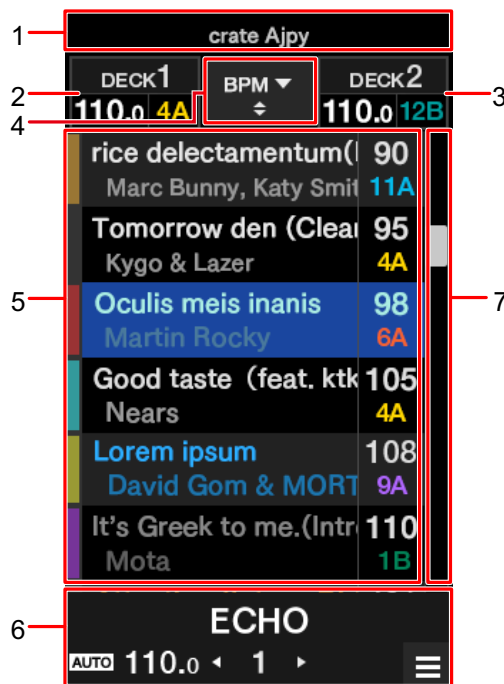 1
crate Ajpy
2
DECK1
110.0 4A
BPM
DECK2
110.0 12B
3
4
rice delectamentum(
90
Marc Bunny, Katy Smit
11A
Tomorrow den (Clear
95
Kygo & Lazer
4A
5
Oculis meis inanis
98
Martin Rocky
6A
7
Good taste (feat. ktk
105
Nears
4A
Lorem ipsum
108
David Gom & MORT
9A
It's Greek to me.(Intr
110
Mota
1B
6
ECHO
AUTO 110.0 1